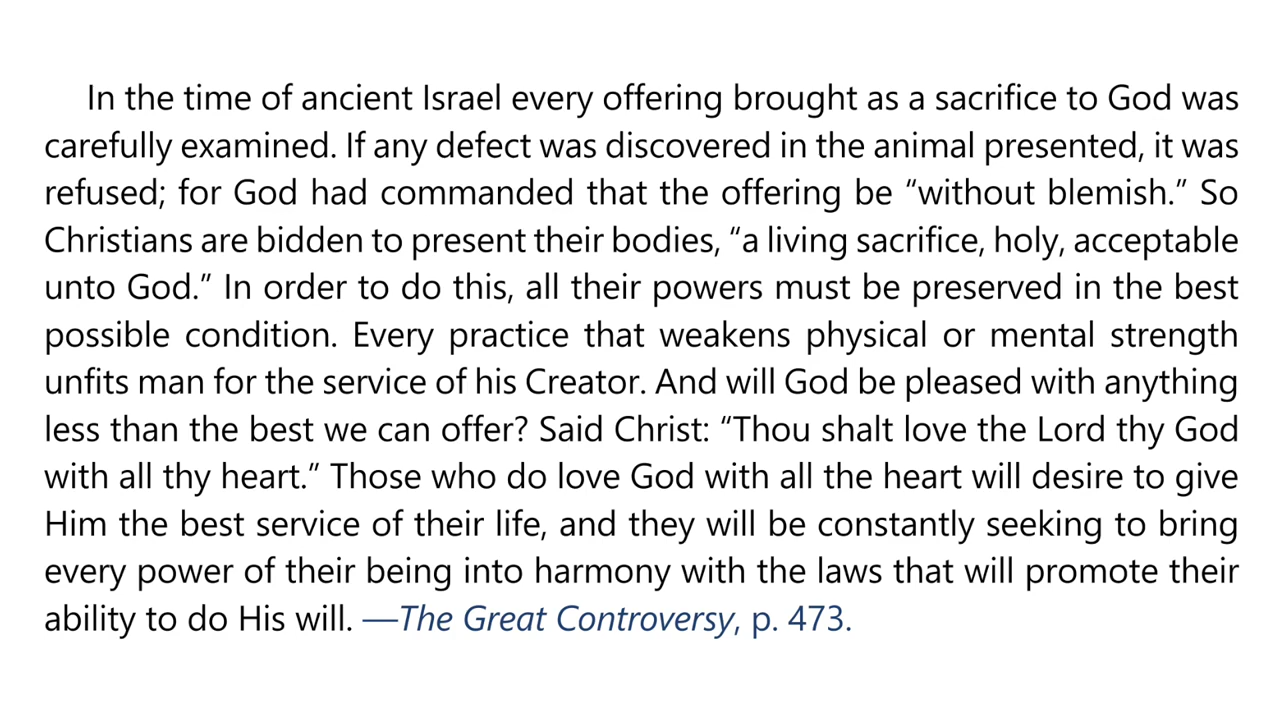 In the time of ancient Israel every offering brought as a sacrifice to God was
carefully examined. If any defect was discovered in the animal presented, it was
refused; for God had commanded that the offering be “without blemish.” So
Christians are bidden to present their bodies, “a living sacrifice, holy, acceptable
unto God.” In order to do this, all their powers must be preserved in the best
possible condition. Every practice that weakens physical or mental strength
unfits man for the service of his Creator. And will God be pleased with anything
less than the best we can offer? Said Christ: “Thou shalt love the Lord thy God
with all thy heart.” Those who do love God with all the heart will desire to give
Him the best service of their life, and they will be constantly seeking to bring
every power of their being into harmony with the laws that will promote their
ability to do His will. —The Great Controversy, p. 473.